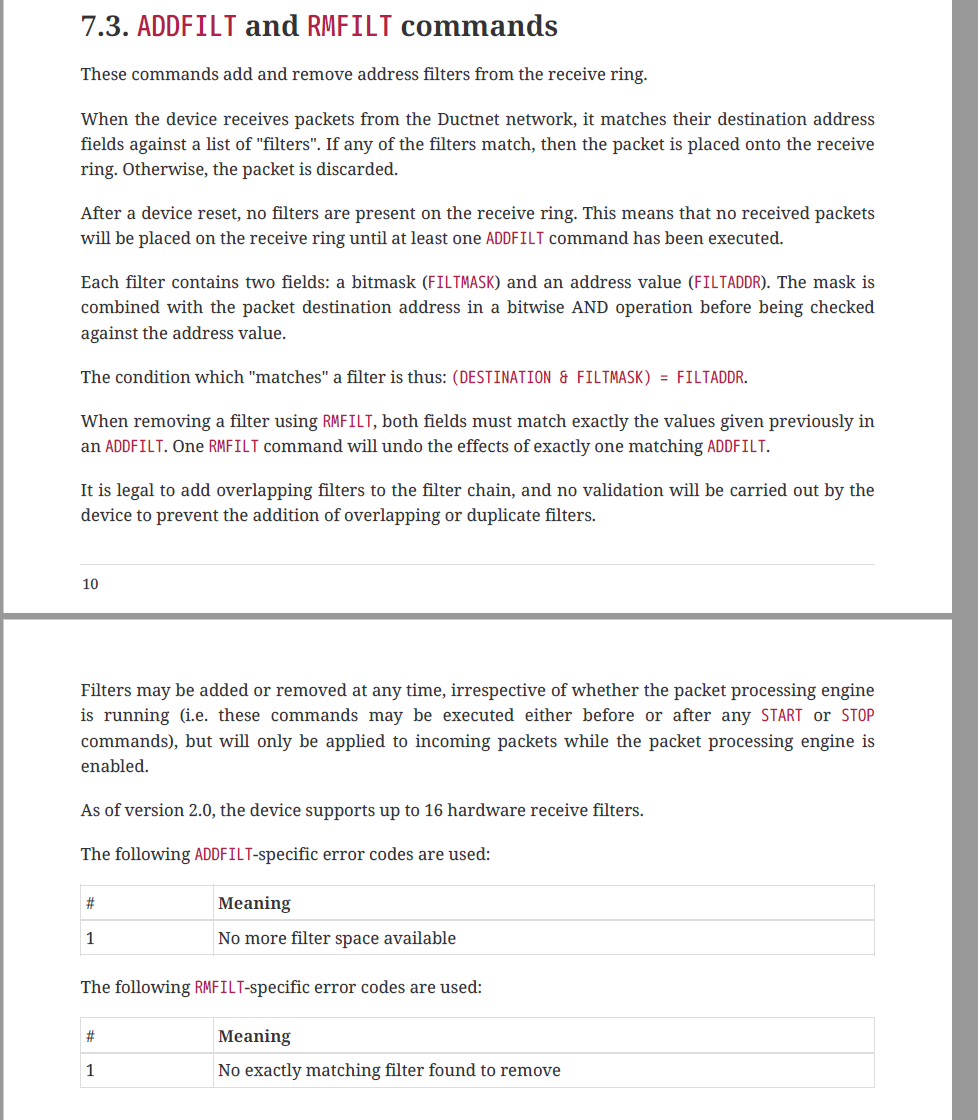 7.3. ADDFILT and RMFILT commands
These commands add and remove address filters from the receive ring.
When the device receives packets from the Ductnet network, it matches their destination address
fields against a list of "filters". If any of the filters match, then the packet is placed onto the receive
ring. Otherwise, the packet is discarded.
After a device reset, no filters are present on the receive ring. This means that no received packets
will be placed on the receive ring until at least one ADDFILT command has been executed.
Each filter contains two fields: a bitmask (FILTMASK) and an address value (FILTADDR). The mask is
combined with the packet destination address in a bitwise AND operation before being checked
against the address value.
The condition which "matches" a filter is thus: (DESTINATION & FILTMASK) = FILTADDR.
When removing a filter using RMFILT, both fields must match exactly the values given previously in
an ADDFILT. One RMFILT command will undo the effects of exactly one matching ADDFILT.
It is legal to add overlapping filters to the filter chain, and no validation will be carried out by the
device to prevent the addition of overlapping or duplicate filters.
10
Filters may be added or removed at any time, irrespective of whether the packet processing engine
is running (i.e. these commands may be executed either before or after any START or STOP
commands), but will only be applied to incoming packets while the packet processing engine is
enabled.
As of version 2.0, the device supports up to 16 hardware receive filters.
The following ADDFILT-specific error codes are used:
# Meaning
1 No more filter space available
The following RMFILT-specific error codes are used:
# Meaning
1 No exactly matching filter found to remove